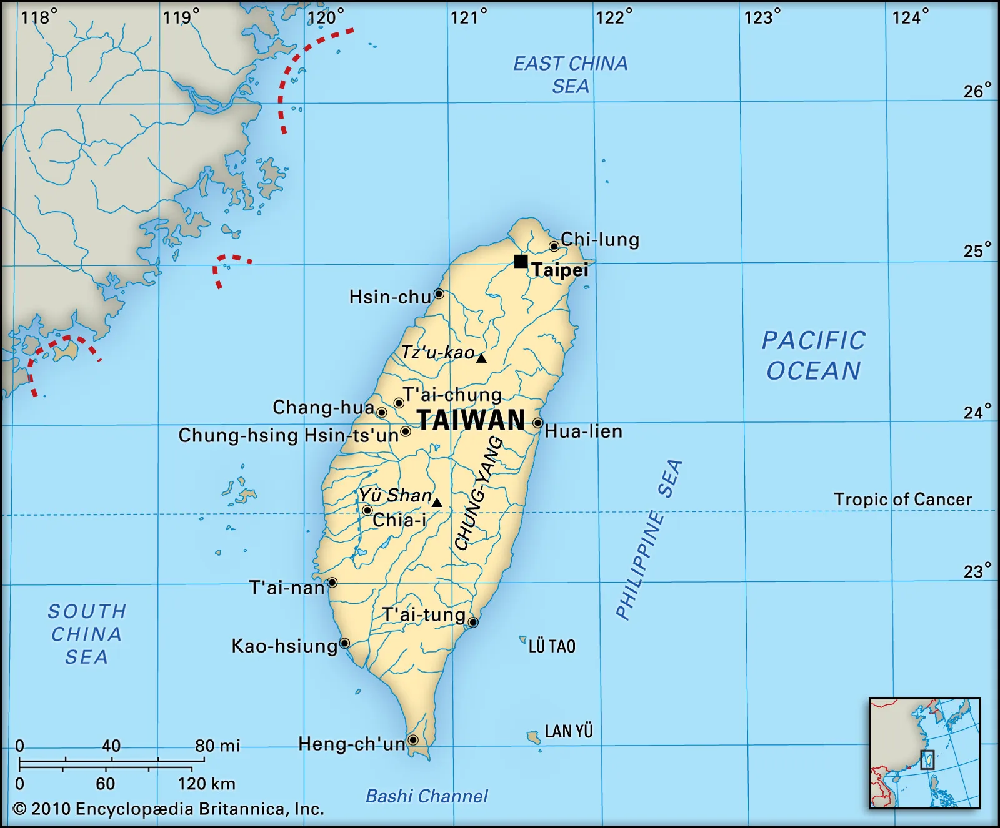 118°
119°
120°
121°
122°
123°
124°
EAST CHINA
SEA
26°
25°
Chi-lung
Taipei
Hsin-chu
PACIFIC
OCEAN
Tz'u-kao
T'ai-chung
Chang-hua
TAIWAN
24°
Chung-hsing Hsin-ts'un
Hua-lien
CHUNG-YANG
PHILIPPINE SEA
Yü Shan
Tropic of Cancer
Chia-i
23°
T'ai-nan
SOUTH
CHINA
SEA
T'ai-tung
Kao-hsiung
LÜ TAO
LAN YÜ
Heng-ch'un
0 40 80 mi
0 60 120 km
Bashi Channel
© 2010 Encyclopædia Britannica, Inc.